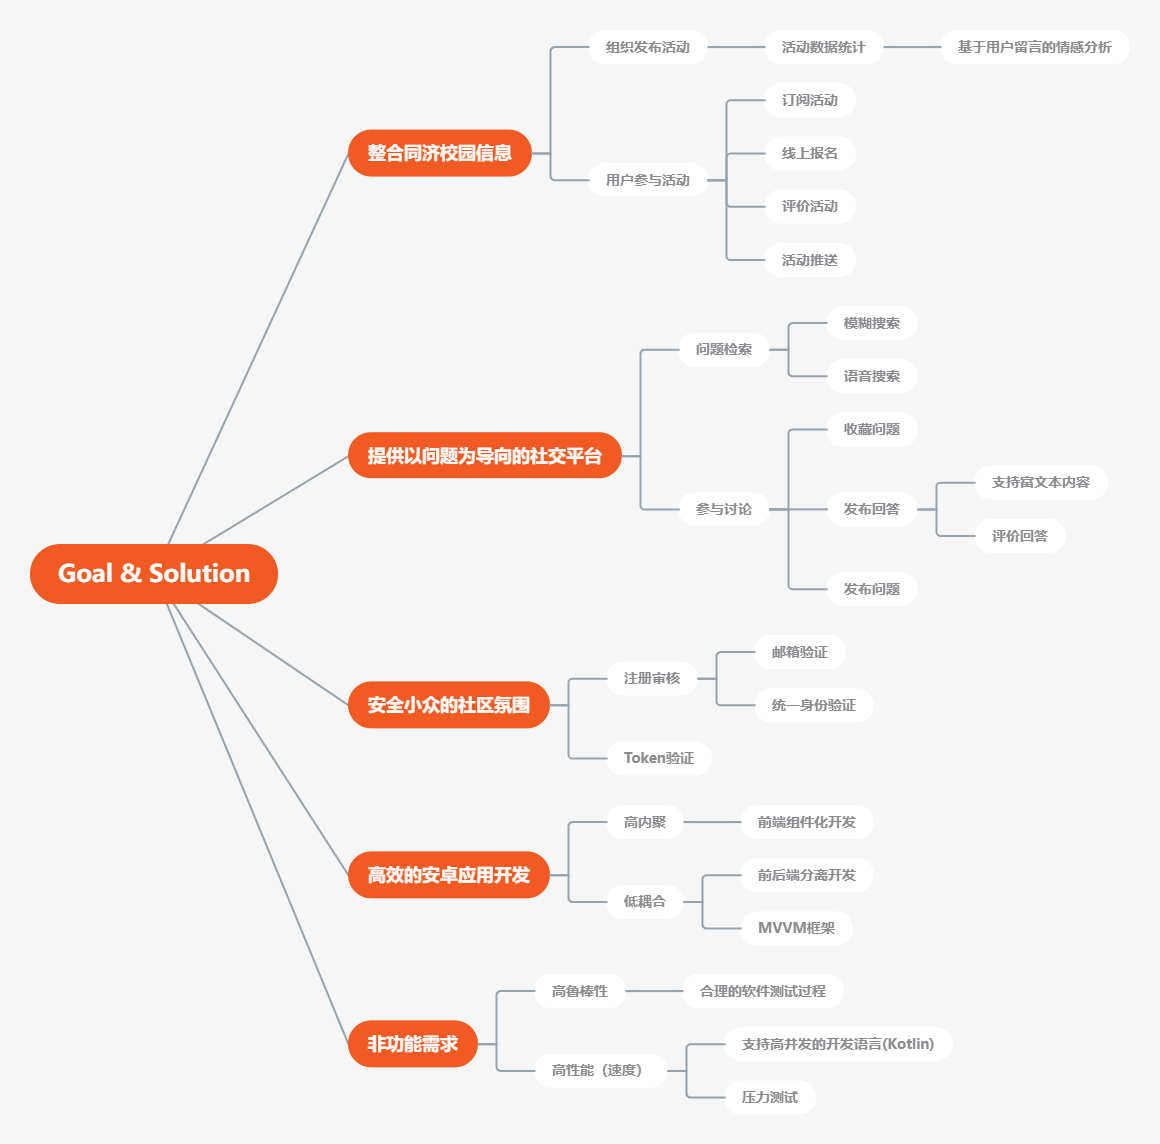 Goal & Solution
整合同济校园信息
组织发布活动
活动数据统计
基于用户留言的情感分析
用户参与活动
订阅活动
线上报名
评价活动
活动推送
提供以问题为导向的社交平台
问题检索
模糊搜索
语音搜索
参与讨论
收藏问题
发布回答
支持富文本内容
评价回答
发布问题
安全小众的社区氛围
注册审核
邮箱验证
统一身份验证
Token验证
高效的安卓应用开发
高内聚
前端组件化开发
低耦合
前后端分离开发
MVVM框架
非功能需求
高鲁棒性
合理的软件测试过程
高性能（速度）
支持高并发的开发语言(Kotlin)
压力测试